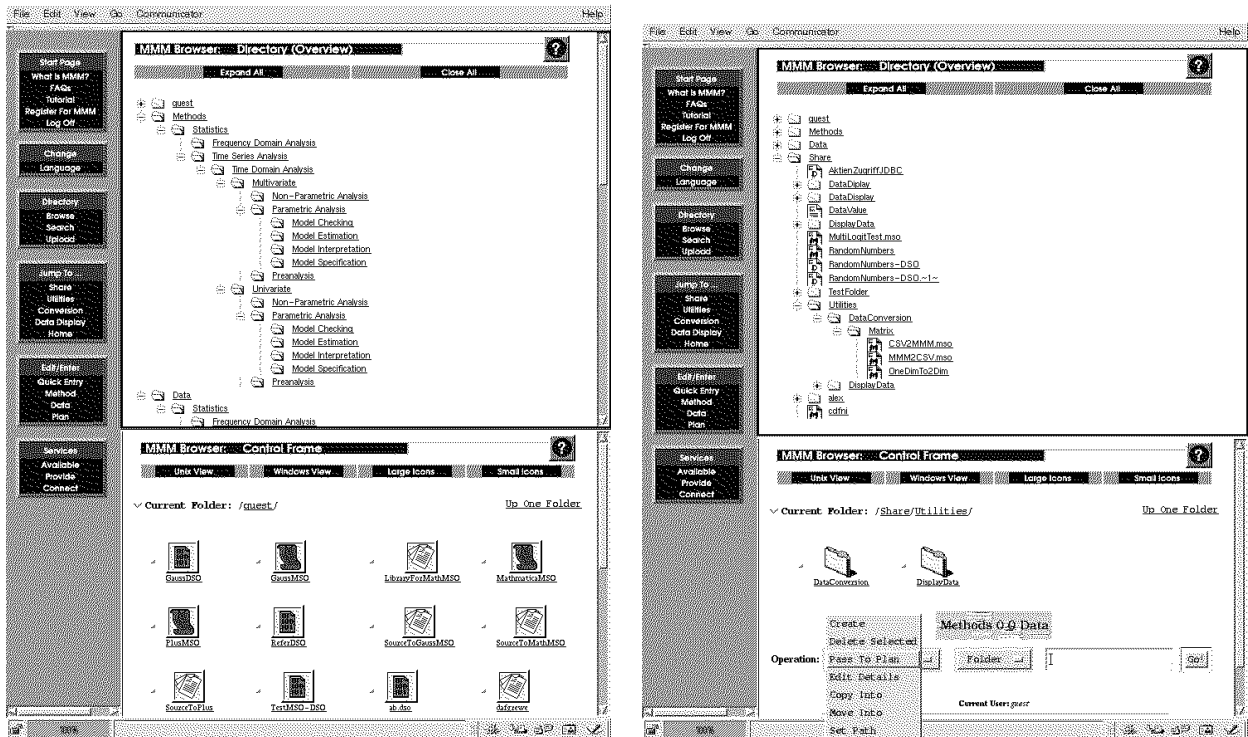 File Edit View Go Communicator Help
Start Page
What is MMM?
FAQs
Tutorial
Register For MMM
Log Off
Change
Language
Directory
Browse
Search
Upload
Jump To ...
Share
Utilities
Conversion
Data Display
Home
Edit/Enter
Quick Entry
Method
Data
Plan
Services
Available
Provide
Connect
MMM Browser: Directory (Overview) ?
Expand All Close All
guest
Methods
Statistics
Frequency Domain Analysis
Time Series Analysis
Time Domain Analysis
Multivariate
Non-Parametric Analysis
Parametric Analysis
Model Checking
Model Estimation
Model Interpretation
Model Specification
Preanalysis
Univariate
Non-Parametric Analysis
Parametric Analysis
Model Checking
Model Estimation
Model Interpretation
Model Specification
Preanalysis
Data
Statistics
Frequency Domain Analysis
MMM Browser: Control Frame ?
Unix View Windows View Large Icons Small Icons
Current Folder: /guest/ Up One Folder
GaussDSO GaussMSO LibraryForMathMSO MathmaticaMSO
PlusMSO ReferDSO SourceToGaussMSO SourceToMathMSO
SourceToPlus TestMSO-DSO ab.dso dafgrewe
100%
File Edit View Go Communicator Help
Start Page
What is MMM?
FAQs
Tutorial
Register For MMM
Log Off
Change
Language
Directory
Browse
Search
Upload
Jump To ...
Share
Utilities
Conversion
Data Display
Home
Edit/Enter
Quick Entry
Method
Data
Plan
Services
Available
Provide
Connect
MMM Browser: Directory (Overview) ?
Expand All Close All
guest
Methods
Data
Share
AktienZugriffJDBC
DataDiplay
DataDisplay
DataValue
DisplayData
MultiLogitTest.mso
RandomNumbers
RandomNumbers-DSO
RandomNumbers-DSO.~1~
TestFolder
Utilities
DataConversion
Matrix
CSV2MMM.mso
MMM2CSV.mso
OneDimTo2Dim
DisplayData
alex
cdfni
MMM Browser: Control Frame ?
Unix View Windows View Large Icons Small Icons
Current Folder: /Share/Utilities/ Up One Folder
DataConversion DisplayData
Create
Delete Selected
Methods 0 0 Data
Operation: Pass To Plan Folder Go!
Edit Details
Copy Into
Move Into
Set Path
Current User: guest
100%